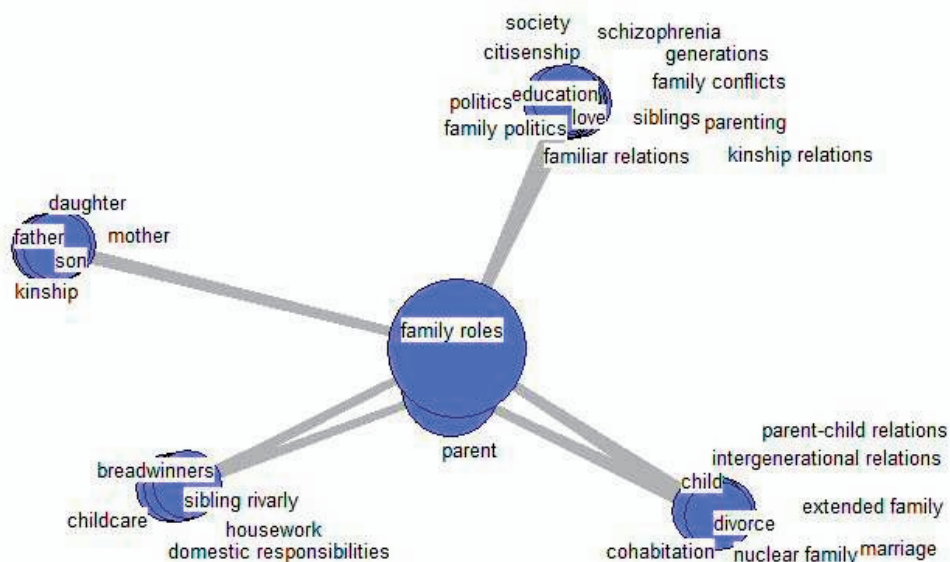 society
schizophrenia
citisenship
generations
family conflicts
politics
education
love
siblings
parenting
family politics
familiar relations
kinship relations
daughter
father
mother
son
kinship
family roles
parent
breadwinners
sibling rivarly
childcare
housework
domestic responsibilities
parent-child relations
intergenerational relations
child
extended family
divorce
cohabitation
nuclear family
marriage